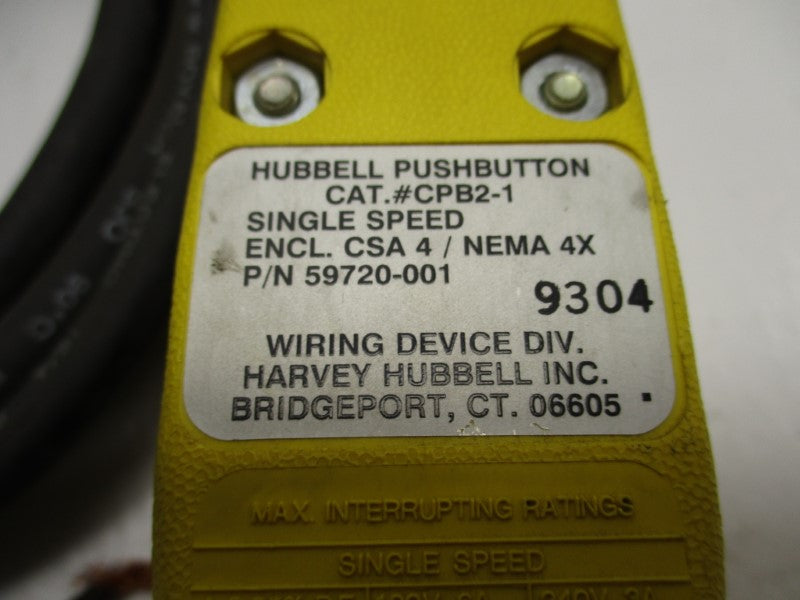 HUBBELL PUSHBUTTON
CAT.#CPB2-1
SINGLE SPEED
ENCL. CSA 4 / NEMA 4X
P/N 59720-001
9304
WIRING DEVICE DIV.
HARVEY HUBBELL INC.
BRIDGEPORT, CT. 06605
MAX. INTERRUPTING RATINGS
SINGLE SPEED